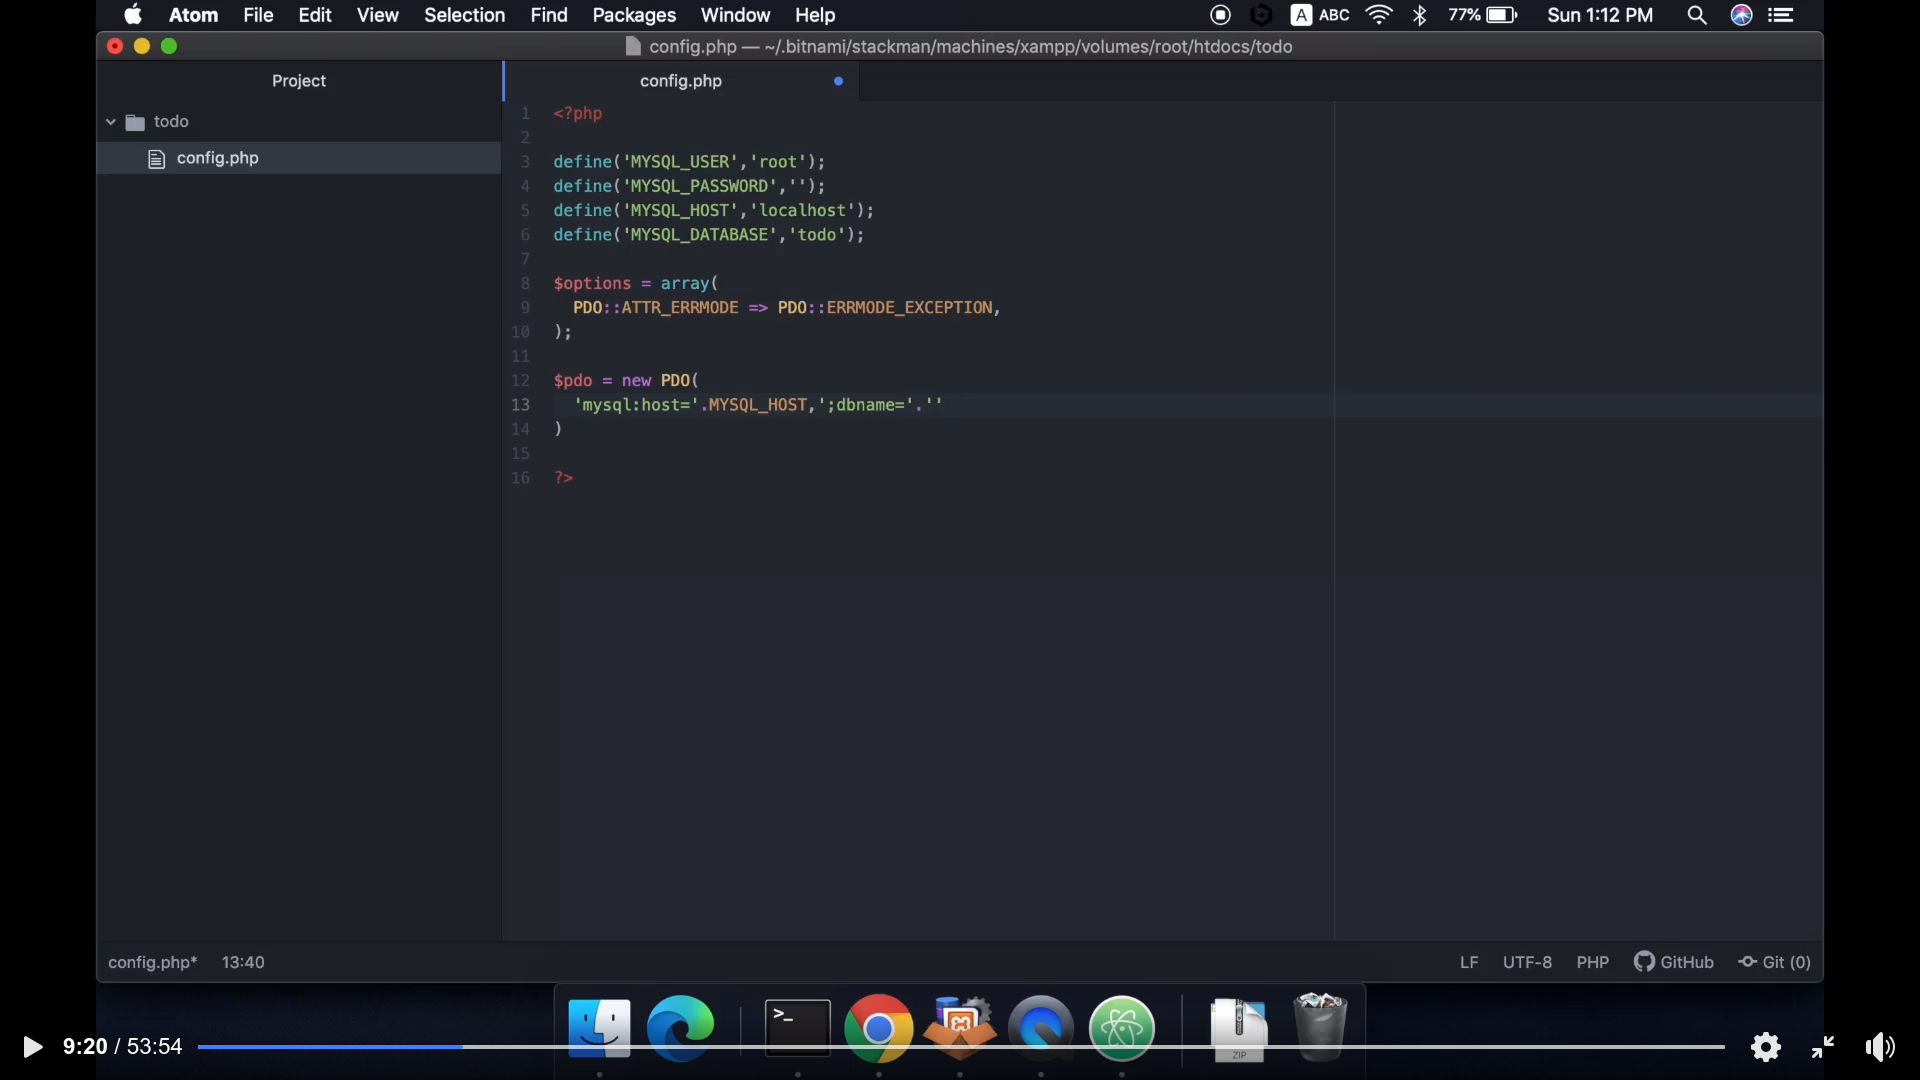 Atom File Edit View Selection Find Packages Window Help A ABC 77% Sun 1:12 PM
config.php — ~/.bitnami/stackman/machines/xampp/volumes/root/htdocs/todo
Project
config.php
todo
config.php
1 <?php
2
3 define('MYSQL_USER','root');
4 define('MYSQL_PASSWORD','');
5 define('MYSQL_HOST','localhost');
6 define('MYSQL_DATABASE','todo');
7
8 $options = array(
9 PDO::ATTR_ERRMODE => PDO::ERRMODE_EXCEPTION,
10 );
11
12 $pdo = new PDO(
13 'mysql:host='.MYSQL_HOST,';dbname='.''
14 )
15
16 ?>
config.php* 13:40 LF UTF-8 PHP GitHub Git (0)
>_
ZIP
9:20 / 53:54